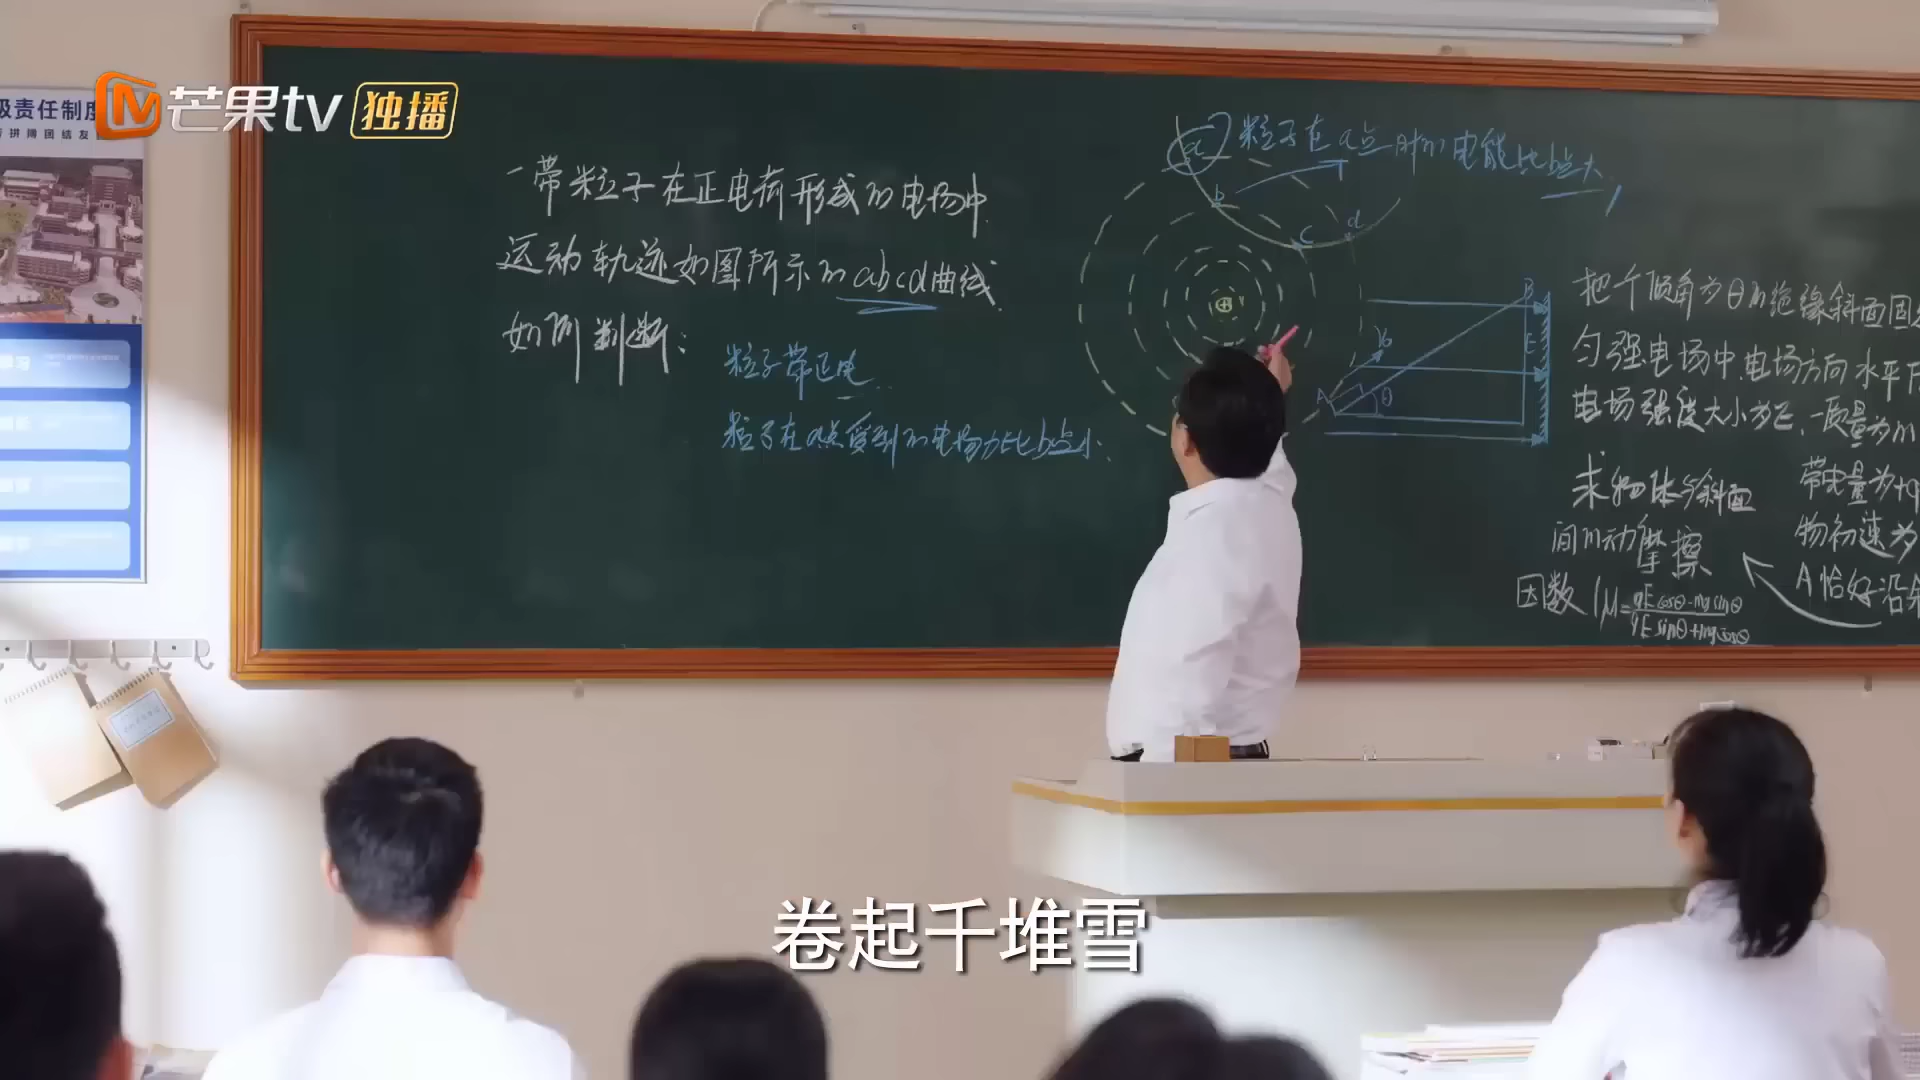 芒果tv 独播
级责任制度
一带粒子在正电荷形成的电场中
运动轨迹如图所示的abcd曲线
如何判断：
粒子带正电
粒子在a点受到的电场力比b点小.
粒子在a点时的电能比b点大
a
b
c
d
B
E
V₀
A
θ
把个倾角为θ的绝缘斜面固
匀强电场中.电场方向水平
电场强度大小为E,一质量为m
带电量为+q
求物体与斜面
物初速为
间的动摩擦
A恰好沿
因数 μ=qEcosθ-mgsinθ
qEsinθ+mgcosθ
卷起千堆雪